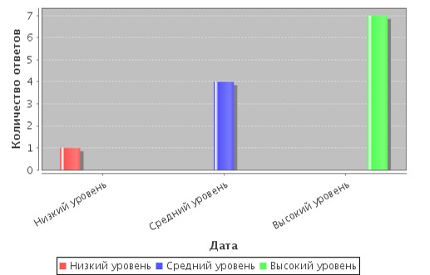 Количество ответов
7
6
5
4
3
2
1
0
Низкий уровень
Средний уровень
Высокий уровень
Дата
Низкий уровень Средний уровень Высокий уровень